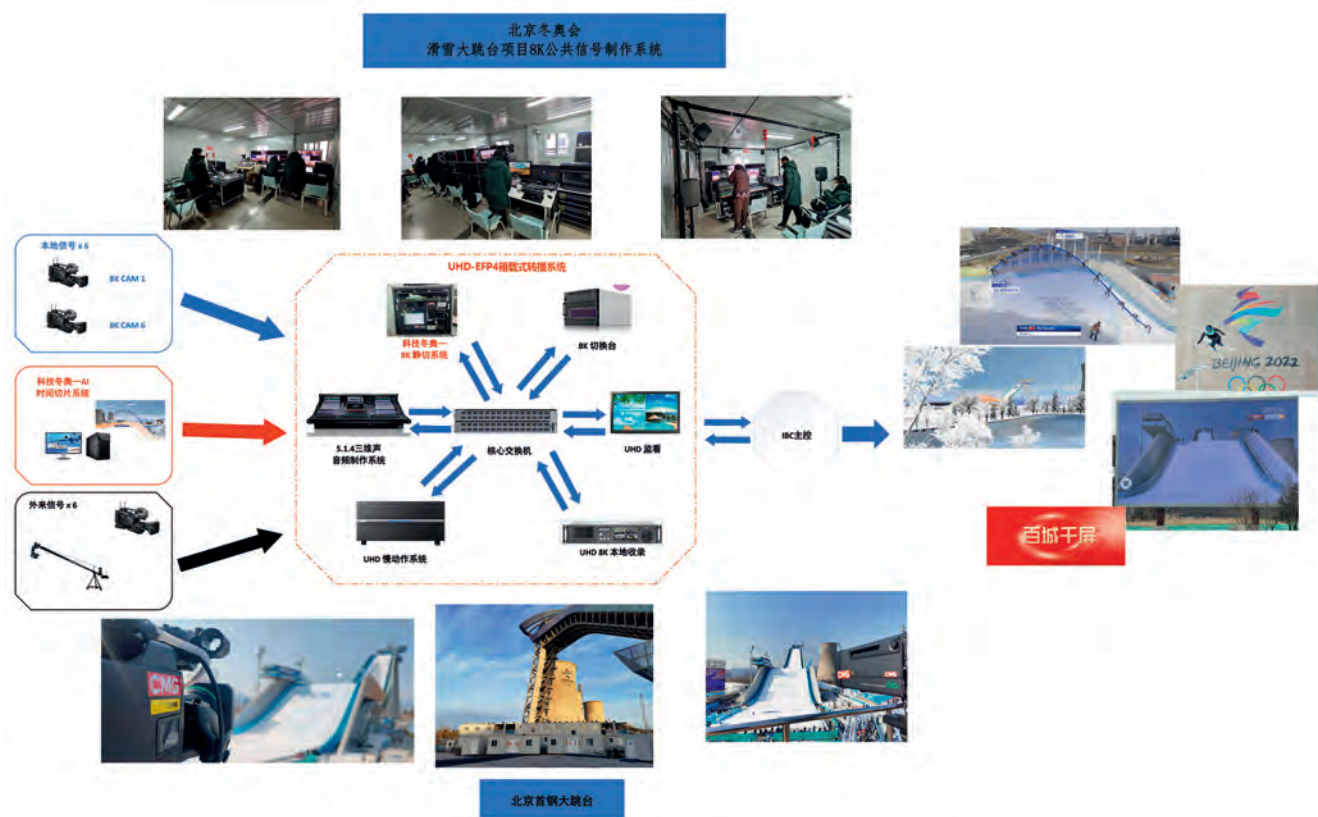 北京冬奥会
滑雪大跳台项目8K公共信号制作系统
本地信号 x 6
8K CAM 1
8K CAM 6
科技冬奥一AI
时间切片系统
外来信号 x 6
UHD-EFP4箱载式转播系统
科技冬奥一
8K 静切系统
8K 切换台
5.1.4三维声
音频制作系统
核心交换机
UHD 监看
UHD 慢动作系统
UHD 8K 本地收录
IBC主控
BEIJING 2022
百城千屏
CMG
CMG
CMG
北京首钢大跳台